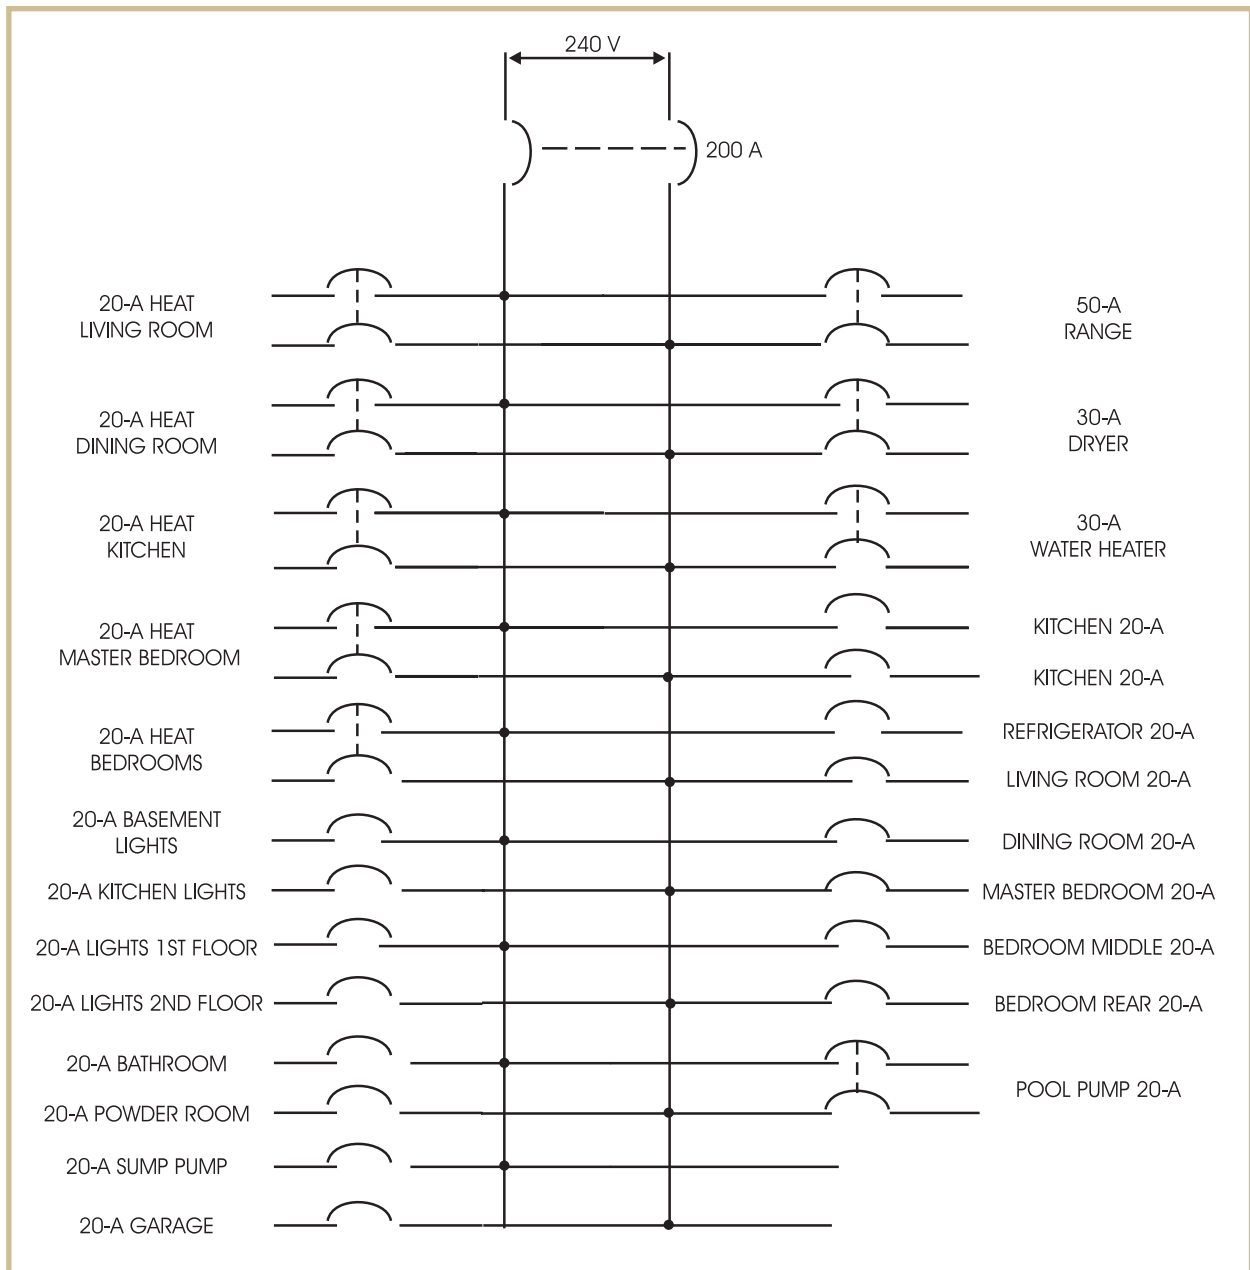 240 V
200 A
20-A HEAT
LIVING ROOM
50-A
RANGE
20-A HEAT
DINING ROOM
30-A
DRYER
20-A HEAT
KITCHEN
30-A
WATER HEATER
20-A HEAT
MASTER BEDROOM
KITCHEN 20-A
KITCHEN 20-A
20-A HEAT
BEDROOMS
REFRIGERATOR 20-A
LIVING ROOM 20-A
20-A BASEMENT
LIGHTS
DINING ROOM 20-A
20-A KITCHEN LIGHTS
MASTER BEDROOM 20-A
20-A LIGHTS 1ST FLOOR
BEDROOM MIDDLE 20-A
20-A LIGHTS 2ND FLOOR
BEDROOM REAR 20-A
20-A BATHROOM
20-A POWDER ROOM
POOL PUMP 20-A
20-A SUMP PUMP
20-A GARAGE